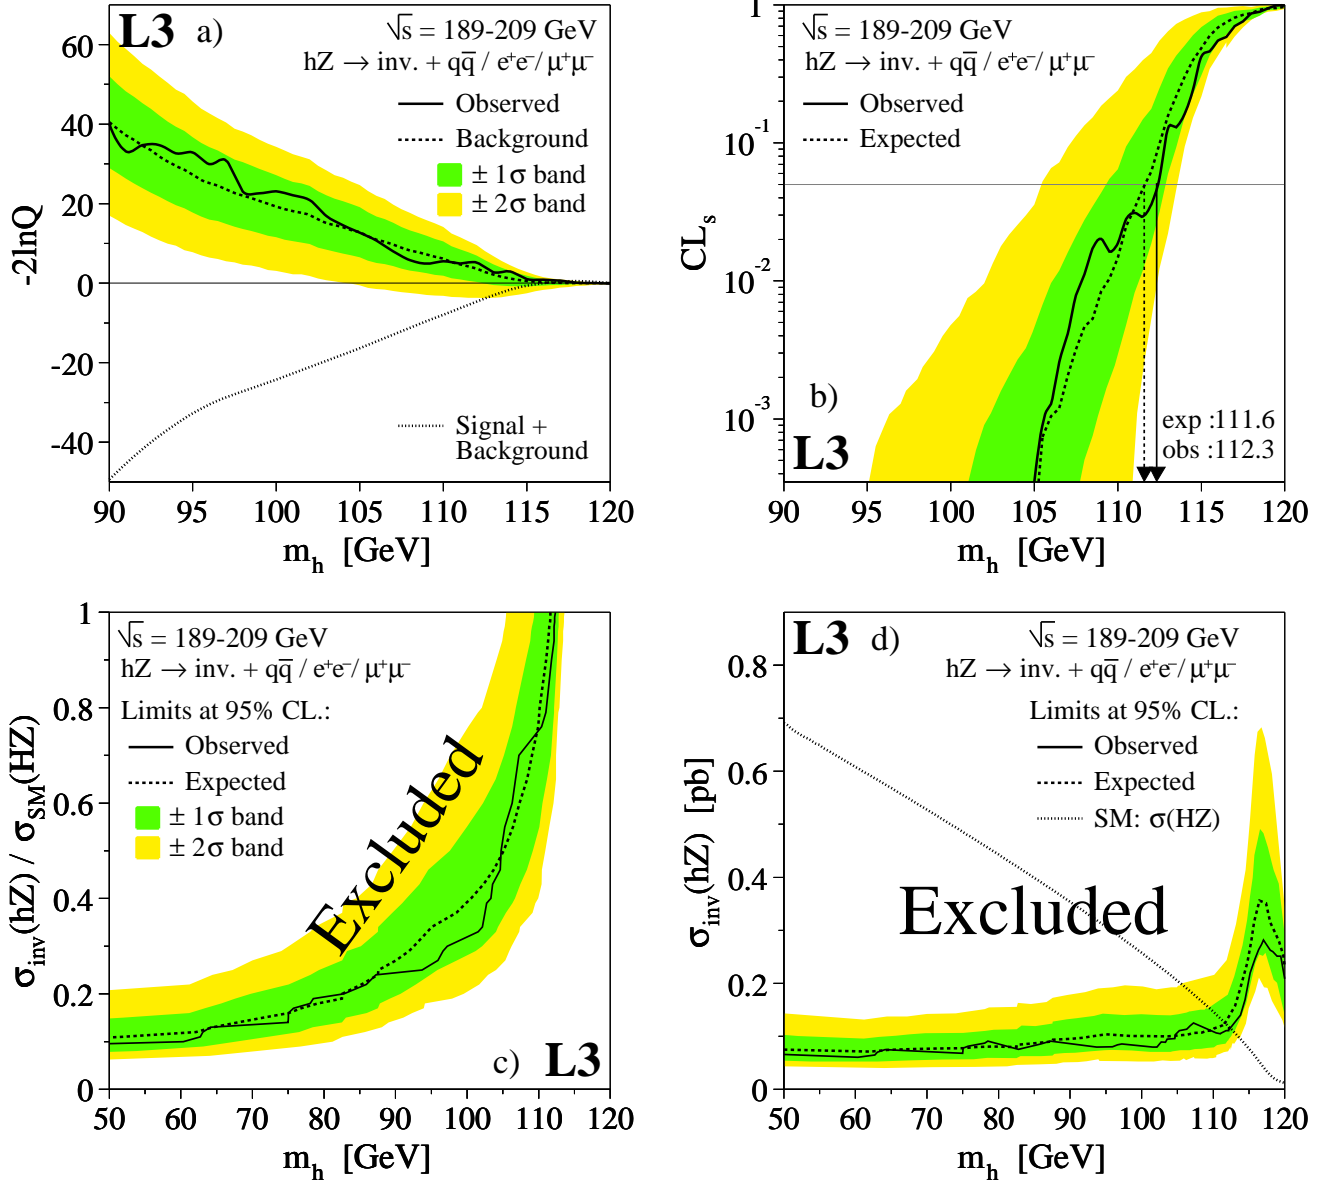 L3 a)
√s = 189-209 GeV
hZ → inv. + qq̅ / e⁺e⁻/ μ⁺μ⁻
Observed
Background
± 1σ band
± 2σ band
Signal +
Background
-2lnQ
60
40
20
0
-20
-40
90 95 100 105 110 115 120
m_h [GeV]
√s = 189-209 GeV
hZ → inv. + qq̅ / e⁺e⁻/ μ⁺μ⁻
Observed
Expected
CL_s
1
10⁻¹
10⁻²
10⁻³
b)
L3
exp :111.6
obs :112.3
90 95 100 105 110 115 120
m_h [GeV]
√s = 189-209 GeV
hZ → inv. + qq̅ / e⁺e⁻/ μ⁺μ⁻
Limits at 95% CL.:
Observed
Expected
± 1σ band
± 2σ band
Excluded
c) L3
σ_inv(hZ) / σ_SM(HZ)
1
0.8
0.6
0.4
0.2
0
50 60 70 80 90 100 110 120
m_h [GeV]
L3 d)
√s = 189-209 GeV
hZ → inv. + qq̅ / e⁺e⁻/ μ⁺μ⁻
Limits at 95% CL.:
Observed
Expected
SM: σ(HZ)
Excluded
σ_inv(hZ) [pb]
0.8
0.6
0.4
0.2
0
50 60 70 80 90 100 110 120
m_h [GeV]